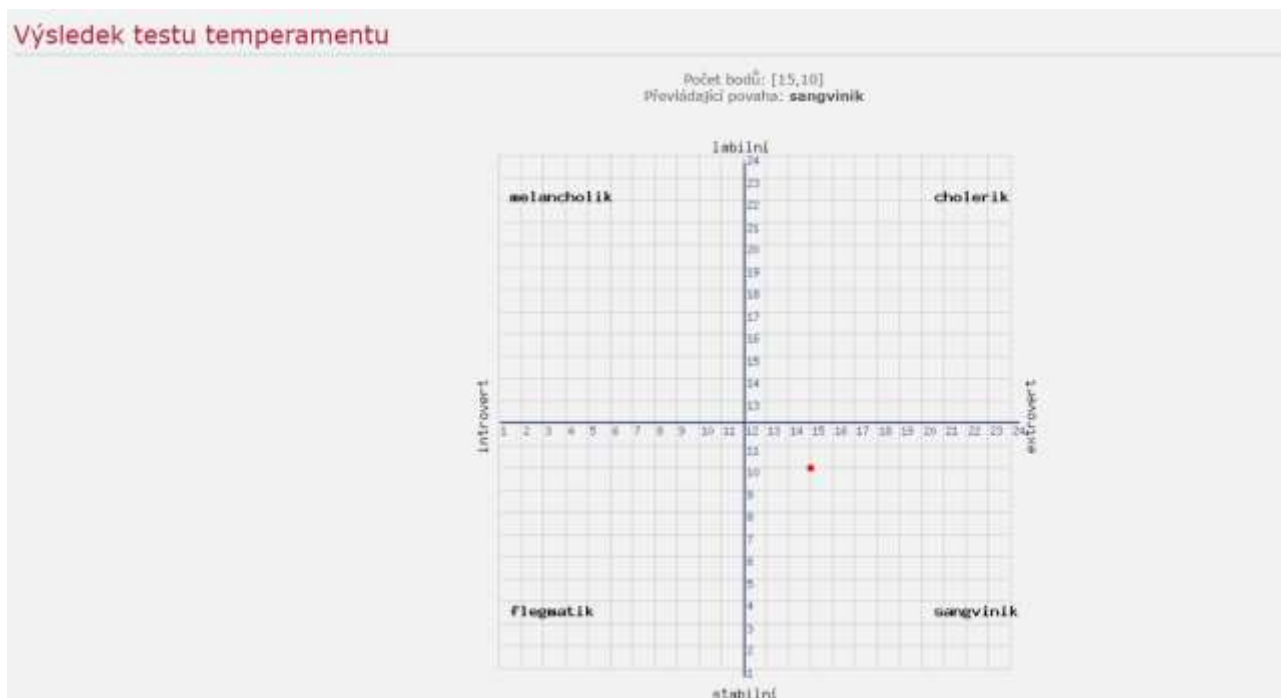 Výsledek testu temperamentu
Počet bodů: [15,10]
Převládající povaha: sangvinik
labilní
24
23
melancholik cholerik
22
21
20
19
18
17
16
15
14
13
introvert
extrovert
1 2 3 4 5 6 7 8 9 10 11 12 13 14 15 16 17 18 19 20 21 22 23 24
11
10
9
8
7
6
5
4
flegmatik sangvinik
3
2
1
stabilní